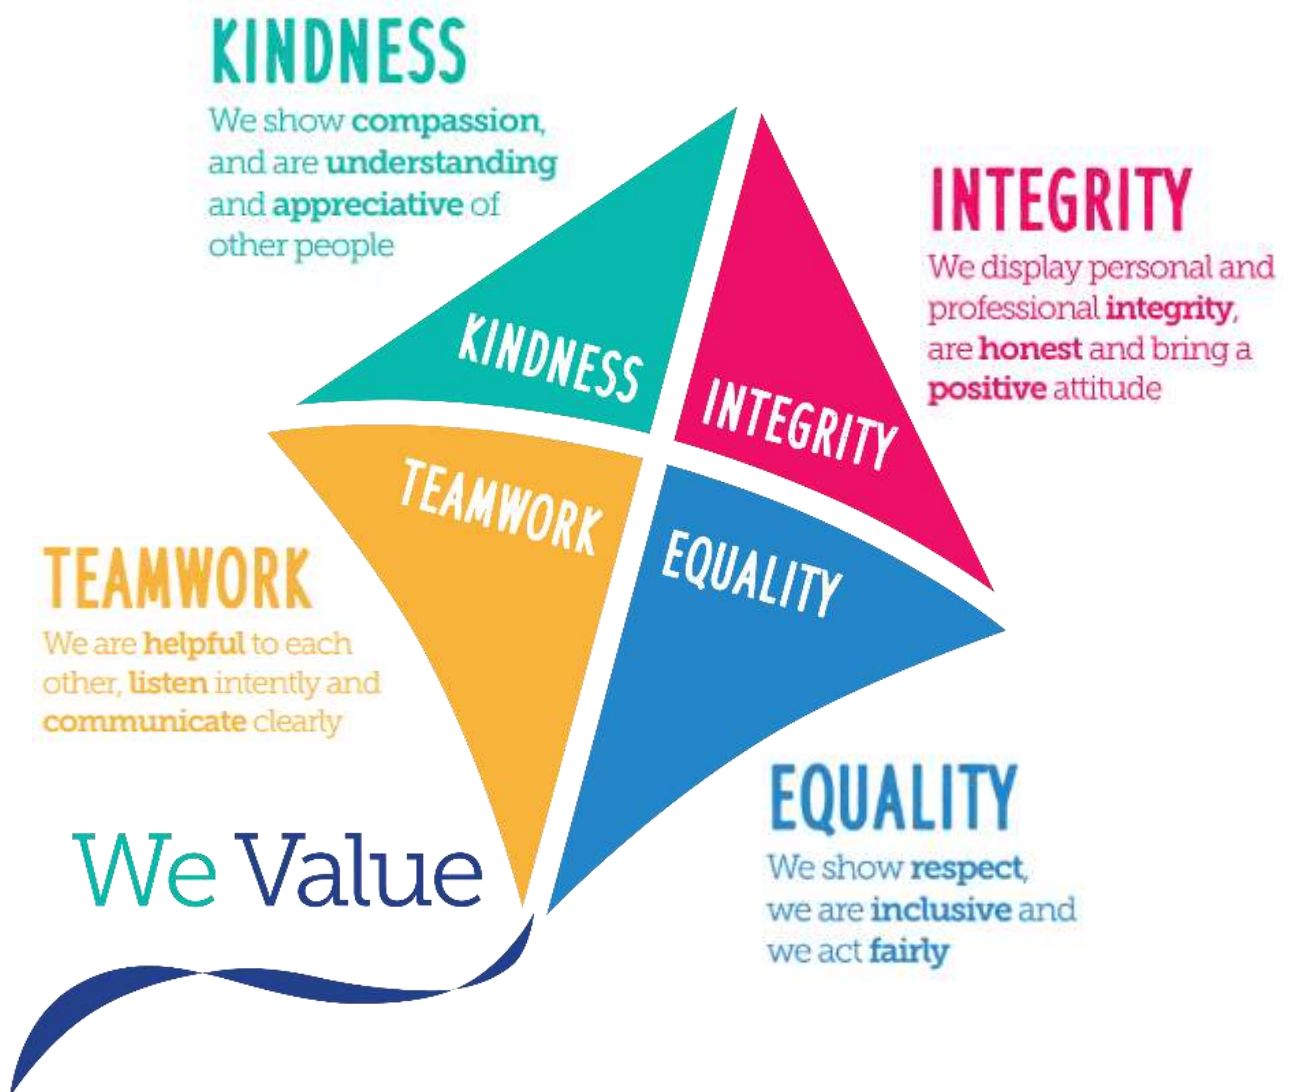 KINDNESS
We show compassion,
and are understanding
and appreciative of
other people
INTEGRITY
We display personal and
professional integrity,
are honest and bring a
positive attitude
KINDNESS
INTEGRITY
TEAMWORK
EQUALITY
TEAMWORK
We are helpful to each
other, listen intently and
communicate clearly
EQUALITY
We show respect,
we are inclusive and
we act fairly
We Value